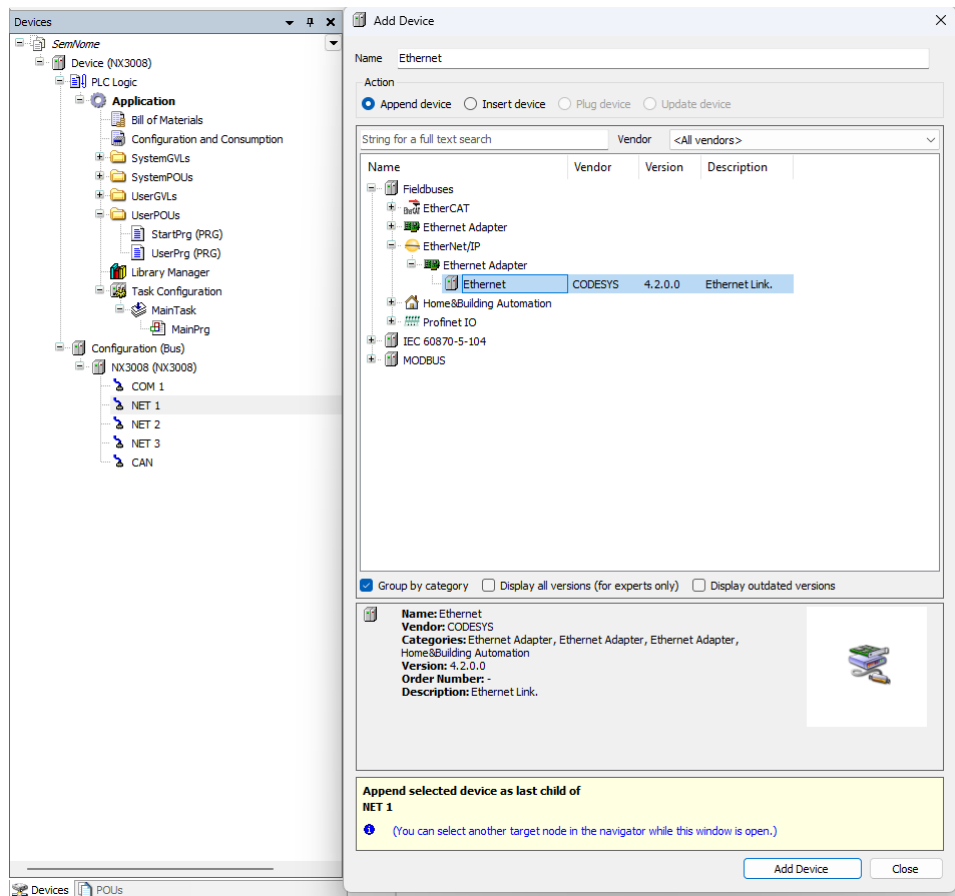 Devices
SemNome
Device (NX3008)
PLC Logic
Application
Bill of Materials
Configuration and Consumption
SystemGVLs
SystemPOUs
UserGVLs
UserPOUs
StartPrg (PRG)
UserPrg (PRG)
Library Manager
Task Configuration
MainTask
MainPrg
Configuration (Bus)
NX3008 (NX3008)
COM 1
NET 1
NET 2
NET 3
CAN
Devices POUs
Add Device
Name Ethernet
Action
Append device Insert device Plug device Update device
String for a full text search Vendor <All vendors>
Name Vendor Version Description
Fieldbuses
EtherCAT
Ethernet Adapter
EtherNet/IP
Ethernet Adapter
Ethernet CODESYS 4.2.0.0 Ethernet Link.
Home&Building Automation
Profinet IO
IEC 60870-5-104
MODBUS
Group by category Display all versions (for experts only) Display outdated versions
Name: Ethernet
Vendor: CODESYS
Categories: Ethernet Adapter, Ethernet Adapter, Ethernet Adapter,
Home&Building Automation
Version: 4.2.0.0
Order Number: -
Description: Ethernet Link.
Append selected device as last child of
NET 1
(You can select another target node in the navigator while this window is open.)
Add Device Close